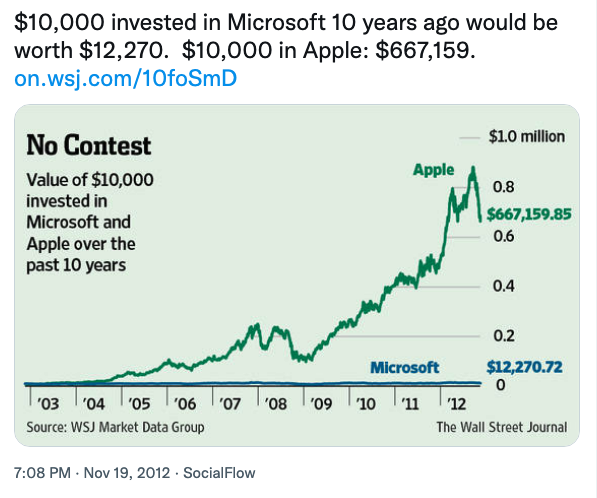 $10,000 invested in Microsoft 10 years ago would be
worth $12,270.  $10,000 in Apple: $667,159.
on.wsj.com/10foSmD
No Contest
Value of $10,000
invested in
Microsoft and
Apple over the
past 10 years
$1.0 million
Apple
0.8
$667,159.85
0.6
0.4
0.2
Microsoft
$12,270.72
0
'03 '04 '05 '06 '07 '08 '09 '10 '11 '12
Source: WSJ Market Data Group
The Wall Street Journal
7:08 PM · Nov 19, 2012 · SocialFlow